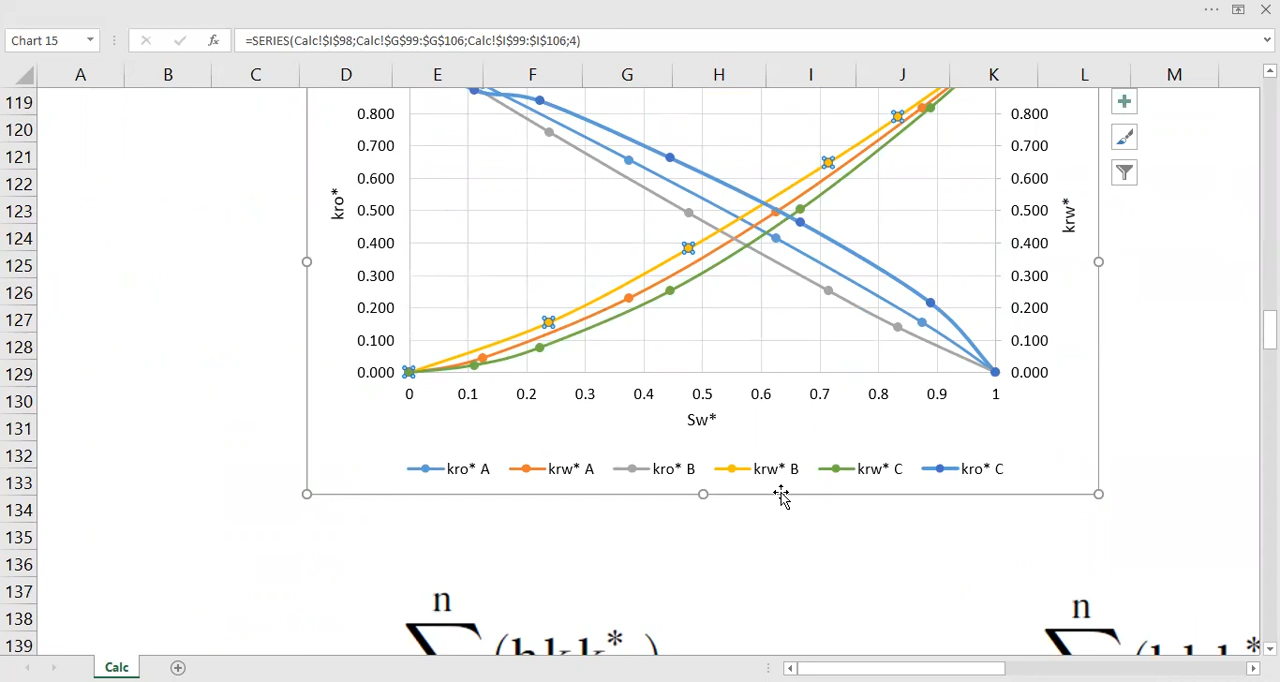 Chart 15
fx
=SERIES(Calc!$I$98;Calc!$G$99:$G$106;Calc!$I$99:$I$106;4)
A B C D E F G H I J K L M
119
120 0.800 0.800
121 0.700 0.700
122 0.600 0.600
kro* krw*
123 0.500 0.500
124 0.400 0.400
125
126 0.300 0.300
127 0.200 0.200
128 0.100 0.100
129 0.000 0.000
130 0 0.1 0.2 0.3 0.4 0.5 0.6 0.7 0.8 0.9 1
131 Sw*
132 kro* A krw* A kro* B krw* B krw* C kro* C
133
134
135
136
137 n n
138
139 ∑ (hkk*
Calc